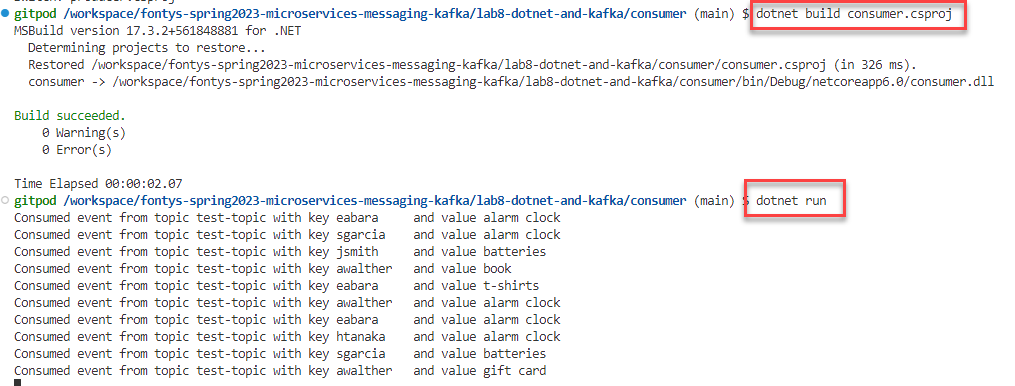 gitpod /workspace/fontys-spring2023-microservices-messaging-kafka/lab8-dotnet-and-kafka/consumer (main) $ dotnet build consumer.csproj
MSBuild version 17.3.2+561848881 for .NET
  Determining projects to restore...
  Restored /workspace/fontys-spring2023-microservices-messaging-kafka/lab8-dotnet-and-kafka/consumer/consumer.csproj (in 326 ms).
  consumer -> /workspace/fontys-spring2023-microservices-messaging-kafka/lab8-dotnet-and-kafka/consumer/bin/Debug/netcoreapp6.0/consumer.dll
Build succeeded.
    0 Warning(s)
    0 Error(s)
Time Elapsed 00:00:02.07
gitpod /workspace/fontys-spring2023-microservices-messaging-kafka/lab8-dotnet-and-kafka/consumer (main) $ dotnet run
Consumed event from topic test-topic with key eabara     and value alarm clock
Consumed event from topic test-topic with key sgarcia    and value alarm clock
Consumed event from topic test-topic with key jsmith     and value batteries
Consumed event from topic test-topic with key awalther   and value book
Consumed event from topic test-topic with key eabara     and value t-shirts
Consumed event from topic test-topic with key awalther   and value alarm clock
Consumed event from topic test-topic with key eabara     and value alarm clock
Consumed event from topic test-topic with key htanaka    and value alarm clock
Consumed event from topic test-topic with key sgarcia    and value batteries
Consumed event from topic test-topic with key awalther   and value gift card